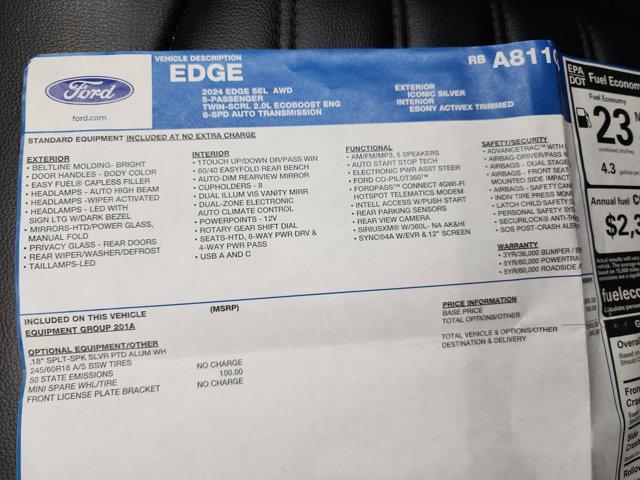 VEHICLE DESCRIPTION
EDGE
RB A811
2024 EDGE SEL AWD
5-PASSENGER
TWIN-SCRL 2.0L ECOBOOST ENG
8-SPD AUTO TRANSMISSION
EXTERIOR
ICONIC SILVER
INTERIOR
EBONY ACTIVEX TRIMMED
Ford
ford.com
STANDARD EQUIPMENT INCLUDED AT NO EXTRA CHARGE
EXTERIOR
• BELTLINE MOLDING- BRIGHT
• DOOR HANDLES - BODY COLOR
• EASY FUEL® CAPLESS FILLER
• HEADLAMPS - AUTO HIGH BEAM
• HEADLAMPS -WIPER ACTIVATED
• HEADLAMPS - LED WITH
SIGN LTG W/DARK BEZEL
• MIRRORS-HTD/POWER GLASS,
MANUAL FOLD
• PRIVACY GLASS - REAR DOORS
• REAR WIPER/WASHER/DEFROST
• TAILLAMPS-LED
INTERIOR
• 1TOUCH UP/DOWN DR/PASS WIN
• 60/40 EASYFOLD REAR BENCH
• AUTO-DIM REARVIEW MIRROR
• CUPHOLDERS - 8
• DUAL ILLUM VIS VANITY MIRR
• DUAL-ZONE ELECTRONIC
AUTO CLIMATE CONTROL
• POWERPOINTS - 12V
• ROTARY GEAR SHIFT DIAL
• SEATS-HTD, 8-WAY PWR DRV &
4-WAY PWR PASS
• USB A AND C
FUNCTIONAL
• AM/FM/MP3, 6 SPEAKERS
• AUTO START STOP TECH
• ELECTRONIC PWR ASST STEER
• FORD CO-PILOT360™
• FORDPASS™ CONNECT 4GWI-FI
HOTSPOT TELEMATICS MODEM
• INTELL ACCESS W/PUSH START
• REAR PARKING SENSORS
• REAR VIEW CAMERA
• SIRIUSXM® W/360L- NA AK&HI
• SYNC®4A W/EVR & 12" SCREEN
SAFETY/SECURITY
• ADVANCETRAC™ WITH
• AIRBAG-DRIVER/PASS K
• AIRBAGS - DUAL STAG
• AIRBAGS - FRONT SEAT
MOUNTED SIDE IMPACT
• AIRBAGS - SAFETY CAN
• INDIV TIRE PRESS MONI
• LATCH CHILD SAFETY S
• PERSONAL SAFETY SY
• SECURILOCK® ANTI-TH
• SOS POST-CRASH ALER
WARRANTY
• 3YR/36,000 BUMPER / B
• 5YR/60,000 POWERTRA
• 5YR/60,000 ROADSIDE A
INCLUDED ON THIS VEHICLE
(MSRP)
EQUIPMENT GROUP 201A
OPTIONAL EQUIPMENT/OTHER
.18" SPLT-SPK SLVR PTD ALUM WH
245/60R18 A/S BSW TIRES NO CHARGE
50 STATE EMISSIONS 100.00
MINI SPARE WHL/TIRE NO CHARGE
FRONT LICENSE PLATE BRACKET NO CHARGE
PRICE INFORMATION
(MSRP)
BASE PRICE
TOTAL OPTIONS/OTHER
TOTAL VEHICLE & OPTIONS/OTHER
DESTINATION & DELIVERY
EPA
DOT
Fuel Econom
Fuel Economy
23
combined city/hwy
4.3 gallons per
Annual fuel
$2,
fueleco
Overal